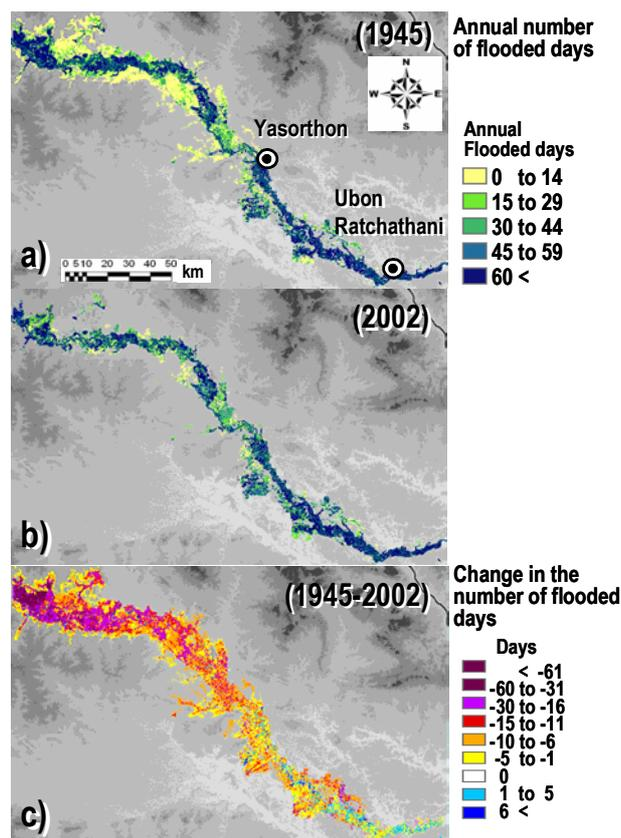 (1945)
Annual number
of flooded days
N
W E
S
Yasorthon
Ubon
Ratchathani
a)
0 5 10 20 30 40 50
km
Annual
Flooded days
0 to 14
15 to 29
30 to 44
45 to 59
60 <
(2002)
b)
(1945-2002)
Change in the
number of flooded
days
Days
< -61
-60 to -31
-30 to -16
-15 to -11
-10 to -6
-5 to -1
0
1 to 5
6 <
c)